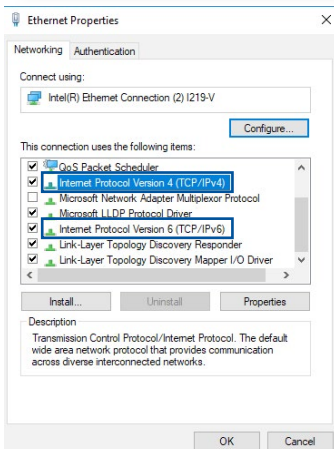 Ethernet Properties
Networking Authentication
Connect using:
Intel(R) Ethernet Connection (2) I219-V
Configure...
This connection uses the following items:
QoS Packet Scheduler
Internet Protocol Version 4 (TCP/IPv4)
Microsoft Network Adapter Multiplexor Protocol
Microsoft LLDP Protocol Driver
Internet Protocol Version 6 (TCP/IPv6)
Link-Layer Topology Discovery Responder
Link-Layer Topology Discovery Mapper I/O Driver
Install... Uninstall Properties
Description
Transmission Control Protocol/Internet Protocol. The default
wide area network protocol that provides communication
across diverse interconnected networks.
OK Cancel